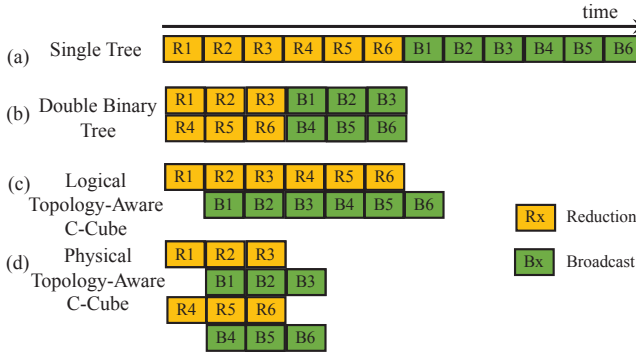 time
(a) Single Tree R1 R2 R3 R4 R5 R6 B1 B2 B3 B4 B5 B6
(b) Double Binary Tree
R1 R2 R3 B1 B2 B3
R4 R5 R6 B4 B5 B6
(c) Logical Topology-Aware C-Cube
R1 R2 R3 R4 R5 R6
B1 B2 B3 B4 B5 B6
(d) Physical Topology-Aware C-Cube
R1 R2 R3
B1 B2 B3
R4 R5 R6
B4 B5 B6
Rx Reduction
Bx Broadcast